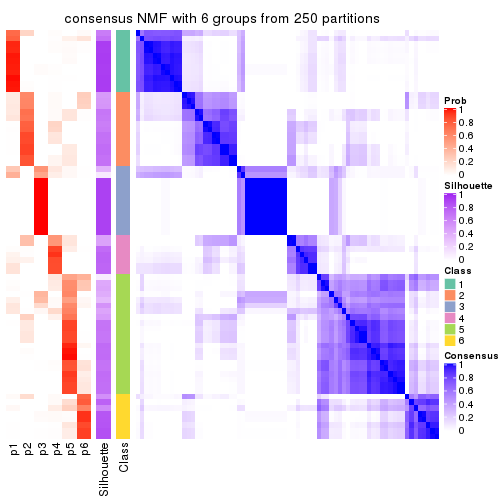 consensus NMF with 6 groups from 250 partitions
Prob
1
0.8
0.6
0.4
0.2
0
Silhouette
1
0.8
0.6
0.4
0.2
0
Class
1
2
3
4
5
6
Consensus
1
0.8
0.6
0.4
0.2
0
p1
p2
p3
p4
p5
p6
Silhouette
Class